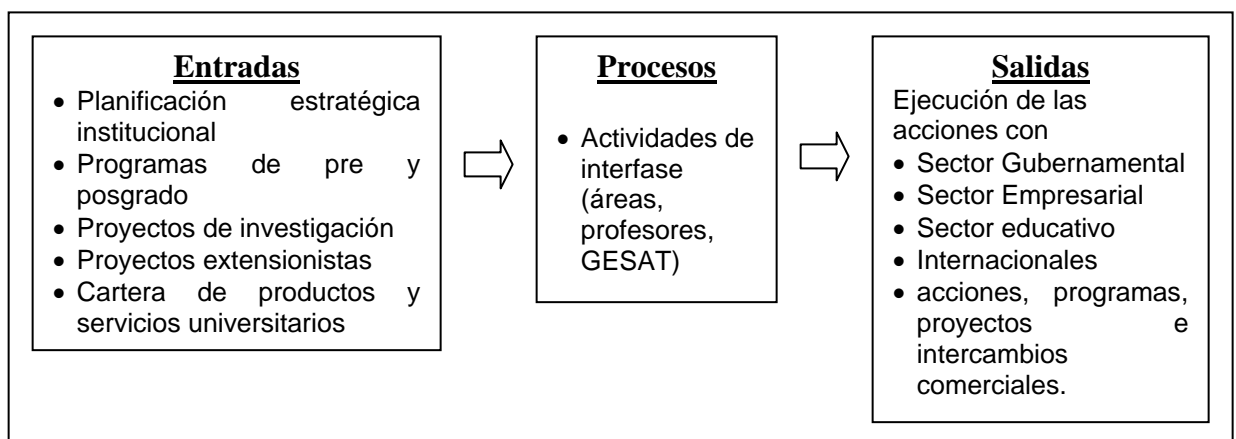 Entradas
• Planificación estratégica
institucional
• Programas de pre y
posgrado
• Proyectos de investigación
• Proyectos extensionistas
• Cartera de productos y
servicios universitarios
Procesos
• Actividades de
interfase
(áreas,
profesores,
GESAT)
Salidas
Ejecución de las
acciones con
• Sector Gubernamental
• Sector Empresarial
• Sector educativo
• Internacionales
• acciones, programas,
proyectos e
intercambios
comerciales.